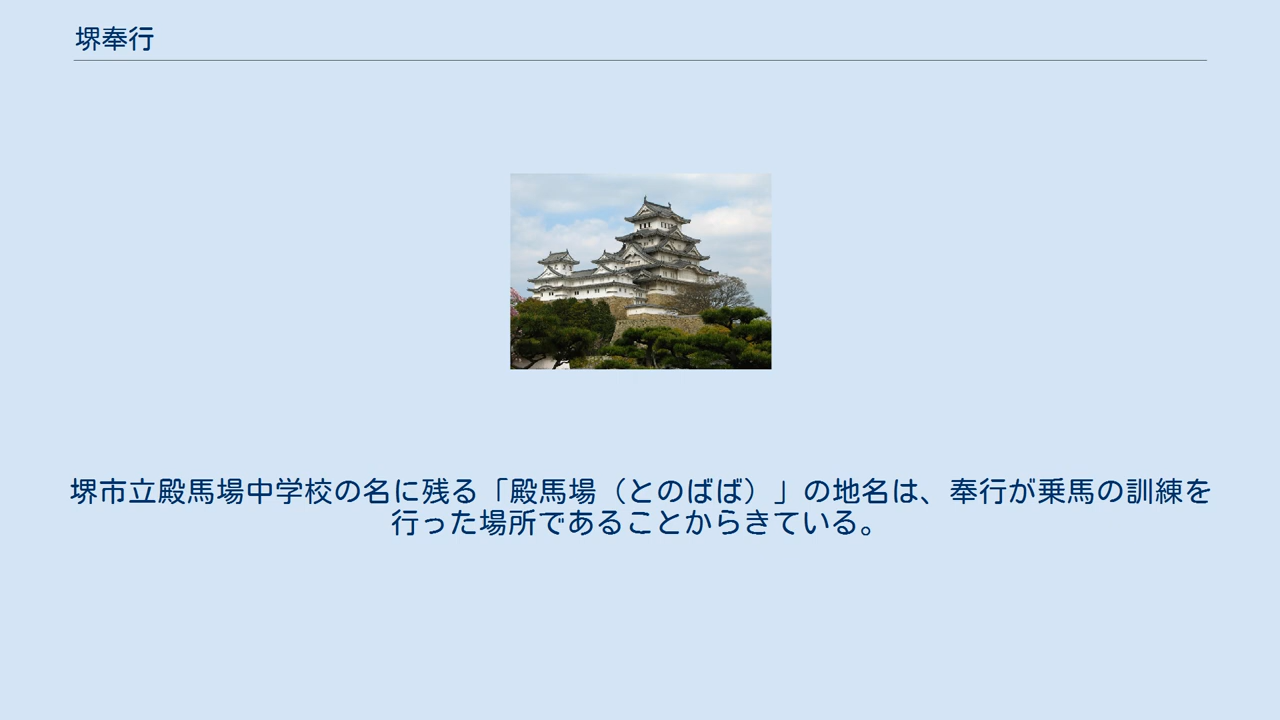 堺奉行
堺市立殿馬場中学校の名に残る「殿馬場（とのばば）」の地名は、奉行が乗馬の訓練を
行った場所であることからきている。